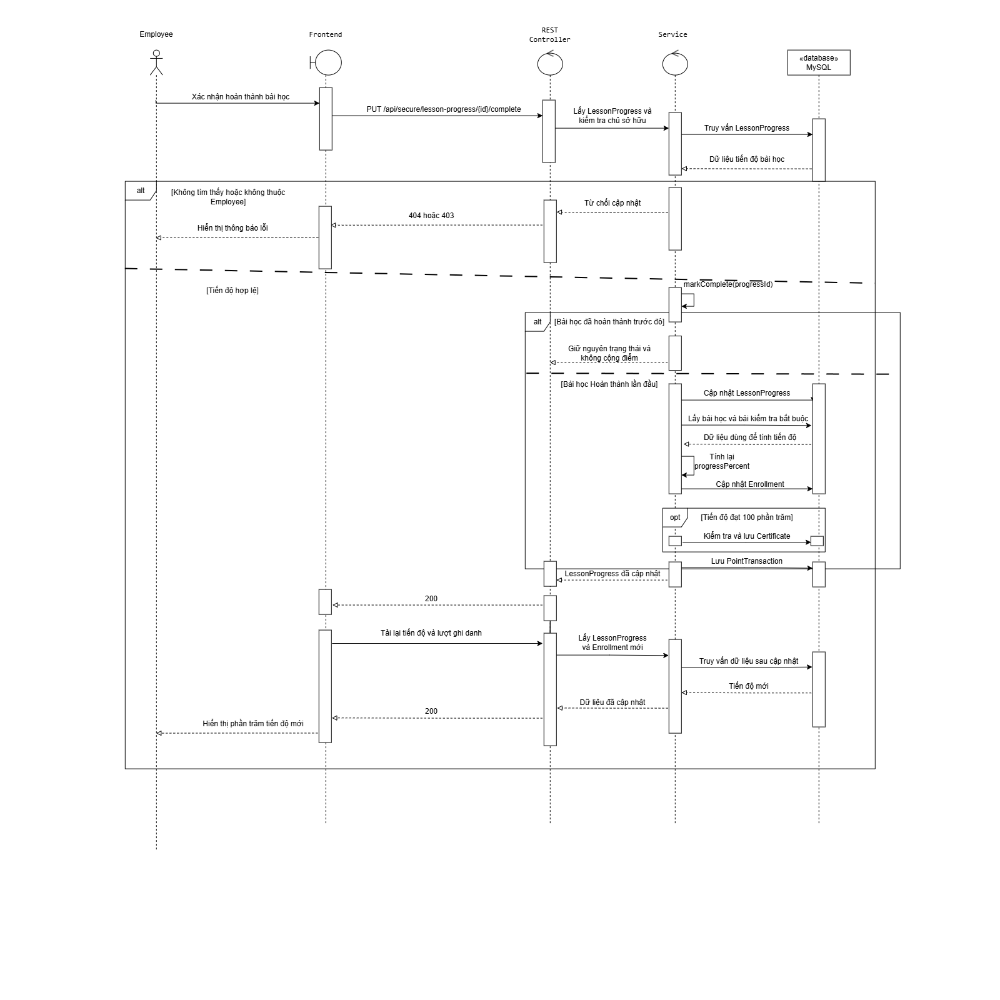 Employee
Frontend
REST
Controller
Service
«database»
MySQL
Xác nhận hoàn thành bài học
PUT /api/secure/lesson-progress/{id}/complete
Lấy LessonProgress và
kiểm tra chủ sở hữu
Truy vấn LessonProgress
Dữ liệu tiến độ bài học
alt
[Không tìm thấy hoặc không thuộc
Employee]
Từ chối cập nhật
404 hoặc 403
Hiển thị thông báo lỗi
[Tiến độ hợp lệ]
markComplete(progressId)
alt
[Bài học đã hoàn thành trước đó]
Giữ nguyên trạng thái và
không cộng điểm
[Bài học Hoàn thành lần đầu]
Cập nhật LessonProgress
Lấy bài học và bài kiểm tra bắt buộc
Dữ liệu dùng để tính tiến độ
Tính lại
progressPercent
Cập nhật Enrollment
opt
[Tiến độ đạt 100 phần trăm]
Kiểm tra và lưu Certificate
Lưu PointTransaction
LessonProgress đã cập nhật
200
Tải lại tiến độ và lượt ghi danh
Lấy LessonProgress
và Enrollment mới
Truy vấn dữ liệu sau cập nhật
Tiến độ mới
Dữ liệu đã cập nhật
200
Hiển thị phần trăm tiến độ mới